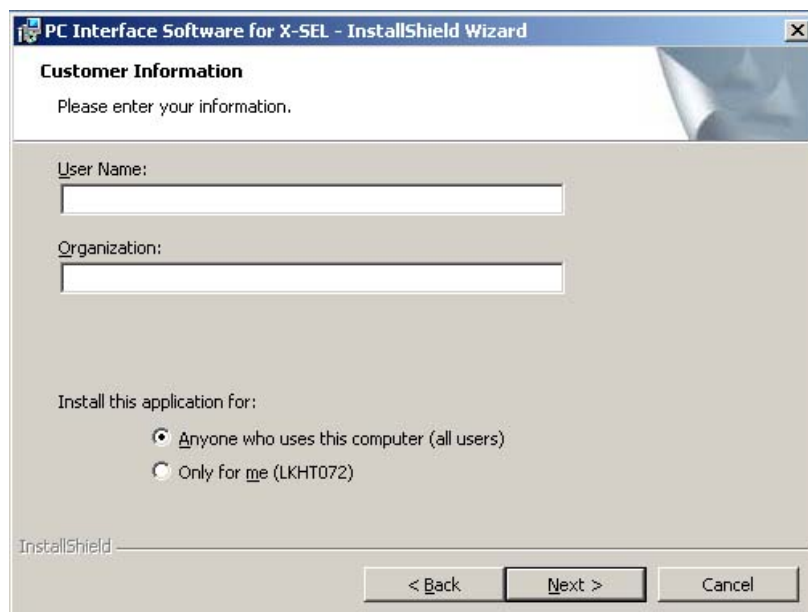 PC Interface Software for X-SEL - InstallShield Wizard
Customer Information
Please enter your information.
User Name:
Organization:
Install this application for:
Anyone who uses this computer (all users)
Only for me (LKHT072)
InstallShield
< Back Next > Cancel